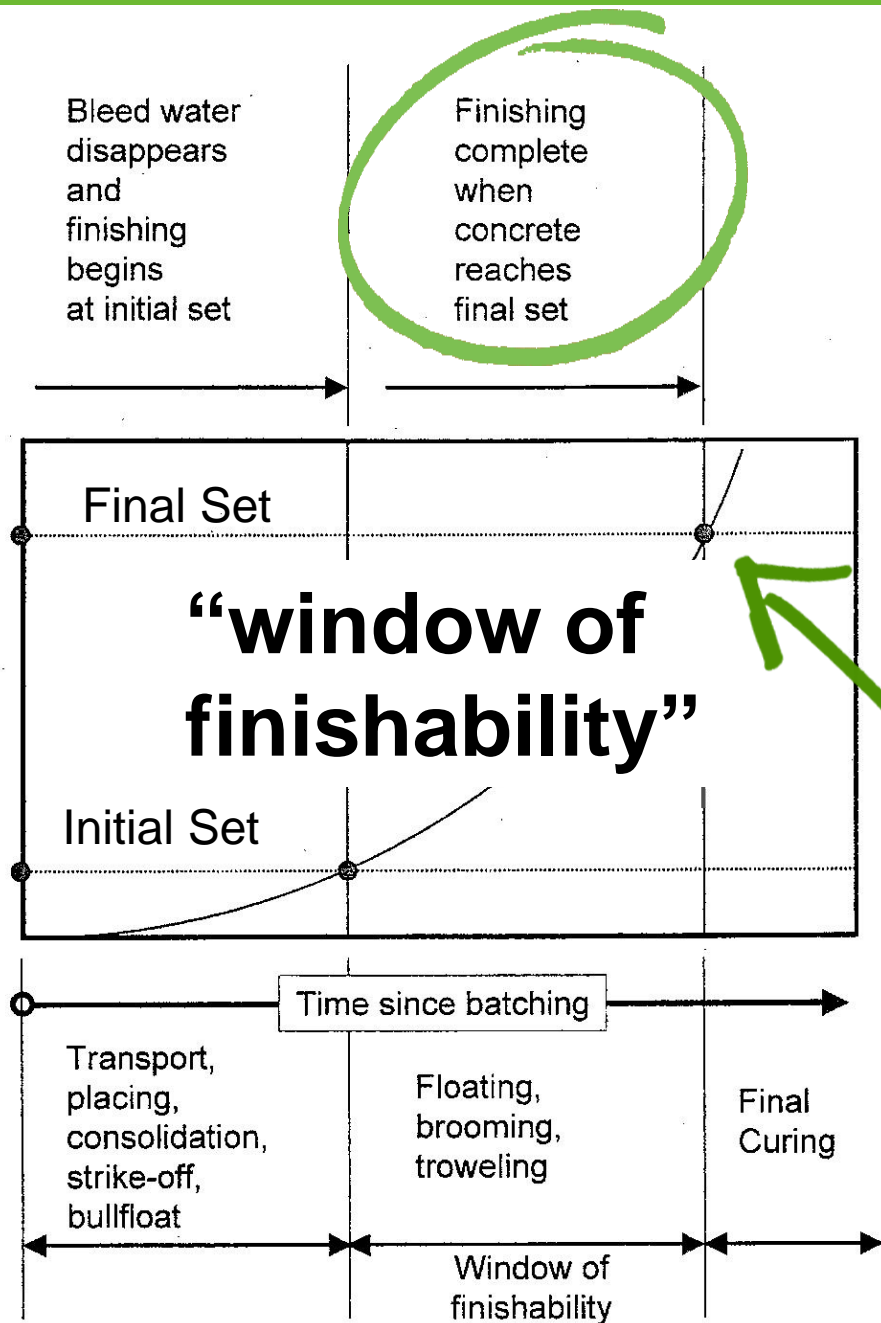 Bleed water
disappears
and
finishing
begins
at initial set
Finishing
complete
when
concrete
reaches
final set
Final Set
“window of
finishability”
Initial Set
Time since batching
Transport,
placing,
consolidation,
strike-off,
bullfloat
Floating,
brooming,
troweling
Final
Curing
Window of
finishability